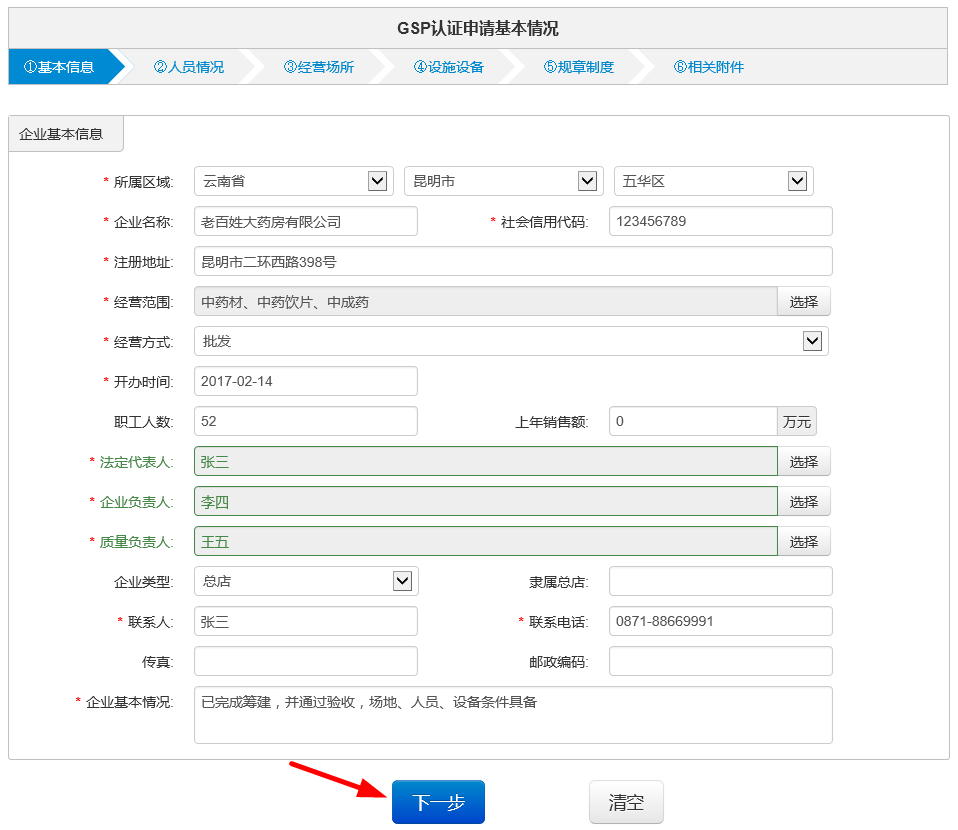 GSP认证申请基本情况
①基本信息 ②人员情况 ③经营场所 ④设施设备 ⑤规章制度 ⑥相关附件
企业基本信息
* 所属区域: 云南省 昆明市 五华区
* 企业名称: 老百姓大药房有限公司 * 社会信用代码: 123456789
* 注册地址: 昆明市二环西路398号
* 经营范围: 中药材、中药饮片、中成药 选择
* 经营方式: 批发
* 开办时间: 2017-02-14
职工人数: 52 上年销售额: 0 万元
* 法定代表人: 张三 选择
* 企业负责人: 李四 选择
* 质量负责人: 王五 选择
企业类型: 总店 隶属总店:
* 联系人: 张三 * 联系电话: 0871-88669991
传真: 邮政编码:
* 企业基本情况: 已完成筹建，并通过验收，场地、人员、设备条件具备
下一步 清空